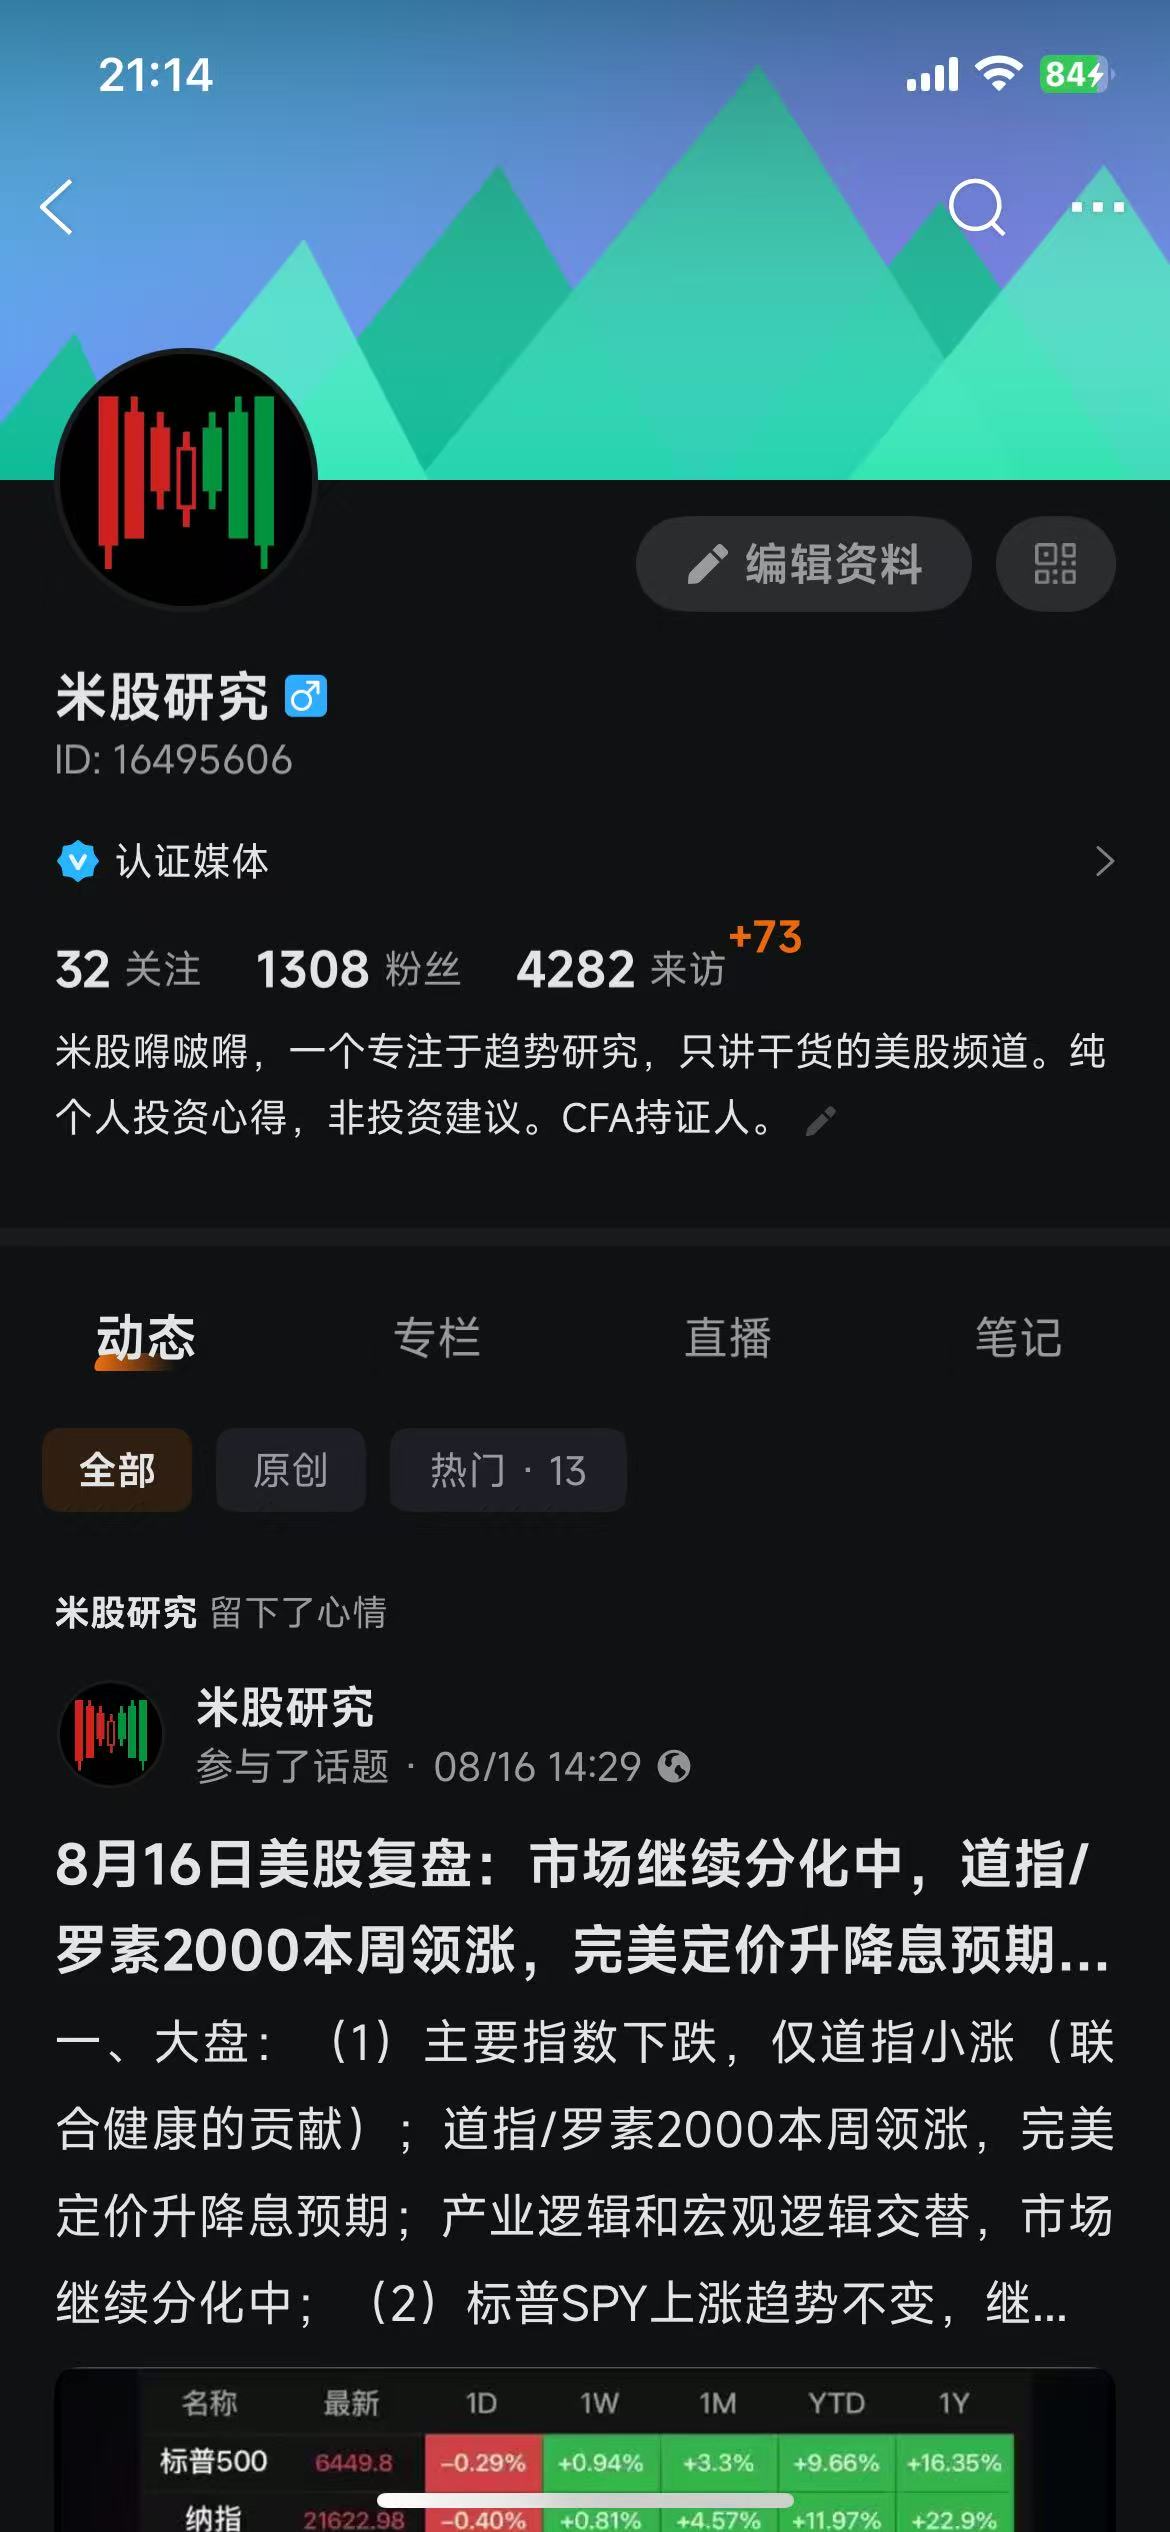 21:14
84
编辑资料
米股研究
ID: 16495606
认证媒体
32 关注 1308 粉丝 4282 来访 +73
米股嘚啵嘚，一个专注于趋势研究，只讲干货的美股频道。纯
个人投资心得，非投资建议。CFA持证人。
动态 专栏 直播 笔记
全部 原创 热门 · 13
米股研究 留下了心情
米股研究
参与了话题 · 08/16 14:29
8月16日美股复盘：市场继续分化中，道指/
罗素2000本周领涨，完美定价升降息预期...
一、大盘：（1）主要指数下跌，仅道指小涨（联
合健康的贡献）；道指/罗素2000本周领涨，完美
定价升降息预期；产业逻辑和宏观逻辑交替，市场
继续分化中；（2）标普SPY上涨趋势不变，继...
名称 最新 1D 1W 1M YTD 1Y
标普500 6449.8 -0.29% +0.94% +3.3% +9.66% +16.35%
纳指 21622.98 -0.40% +0.81% +4.57% +11.97% +22.9%